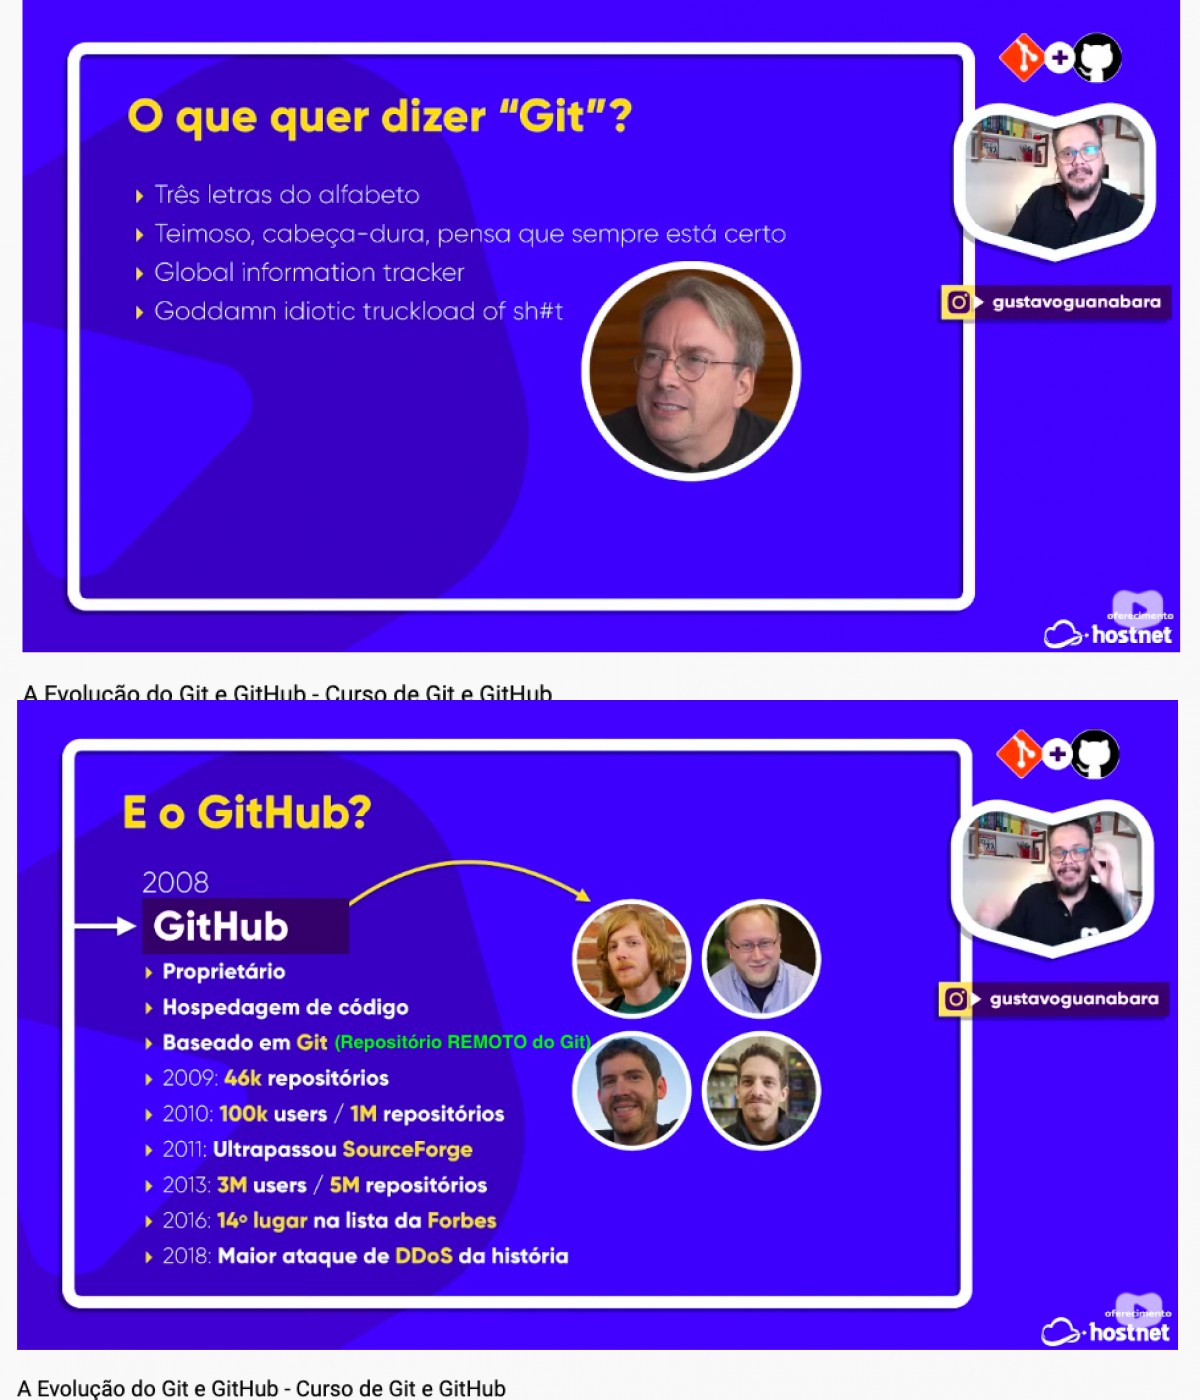 O que quer dizer “Git”?
Três letras do alfabeto
Teimoso, cabeça-dura, pensa que sempre está certo
Global information tracker
Goddamn idiotic truckload of sh#t
gustavoguanabara
oferecimento
hostnet
A Evolução do Git e GitHub - Curso de Git e GitHub
E o GitHub?
2008
GitHub
Proprietário
Hospedagem de código
Baseado em Git (Repositório REMOTO do Git)
2009: 46k repositórios
2010: 100k users / 1M repositórios
2011: Ultrapassou SourceForge
2013: 3M users / 5M repositórios
2016: 14º lugar na lista da Forbes
2018: Maior ataque de DDoS da história
gustavoguanabara
oferecimento
hostnet
A Evolução do Git e GitHub - Curso de Git e GitHub